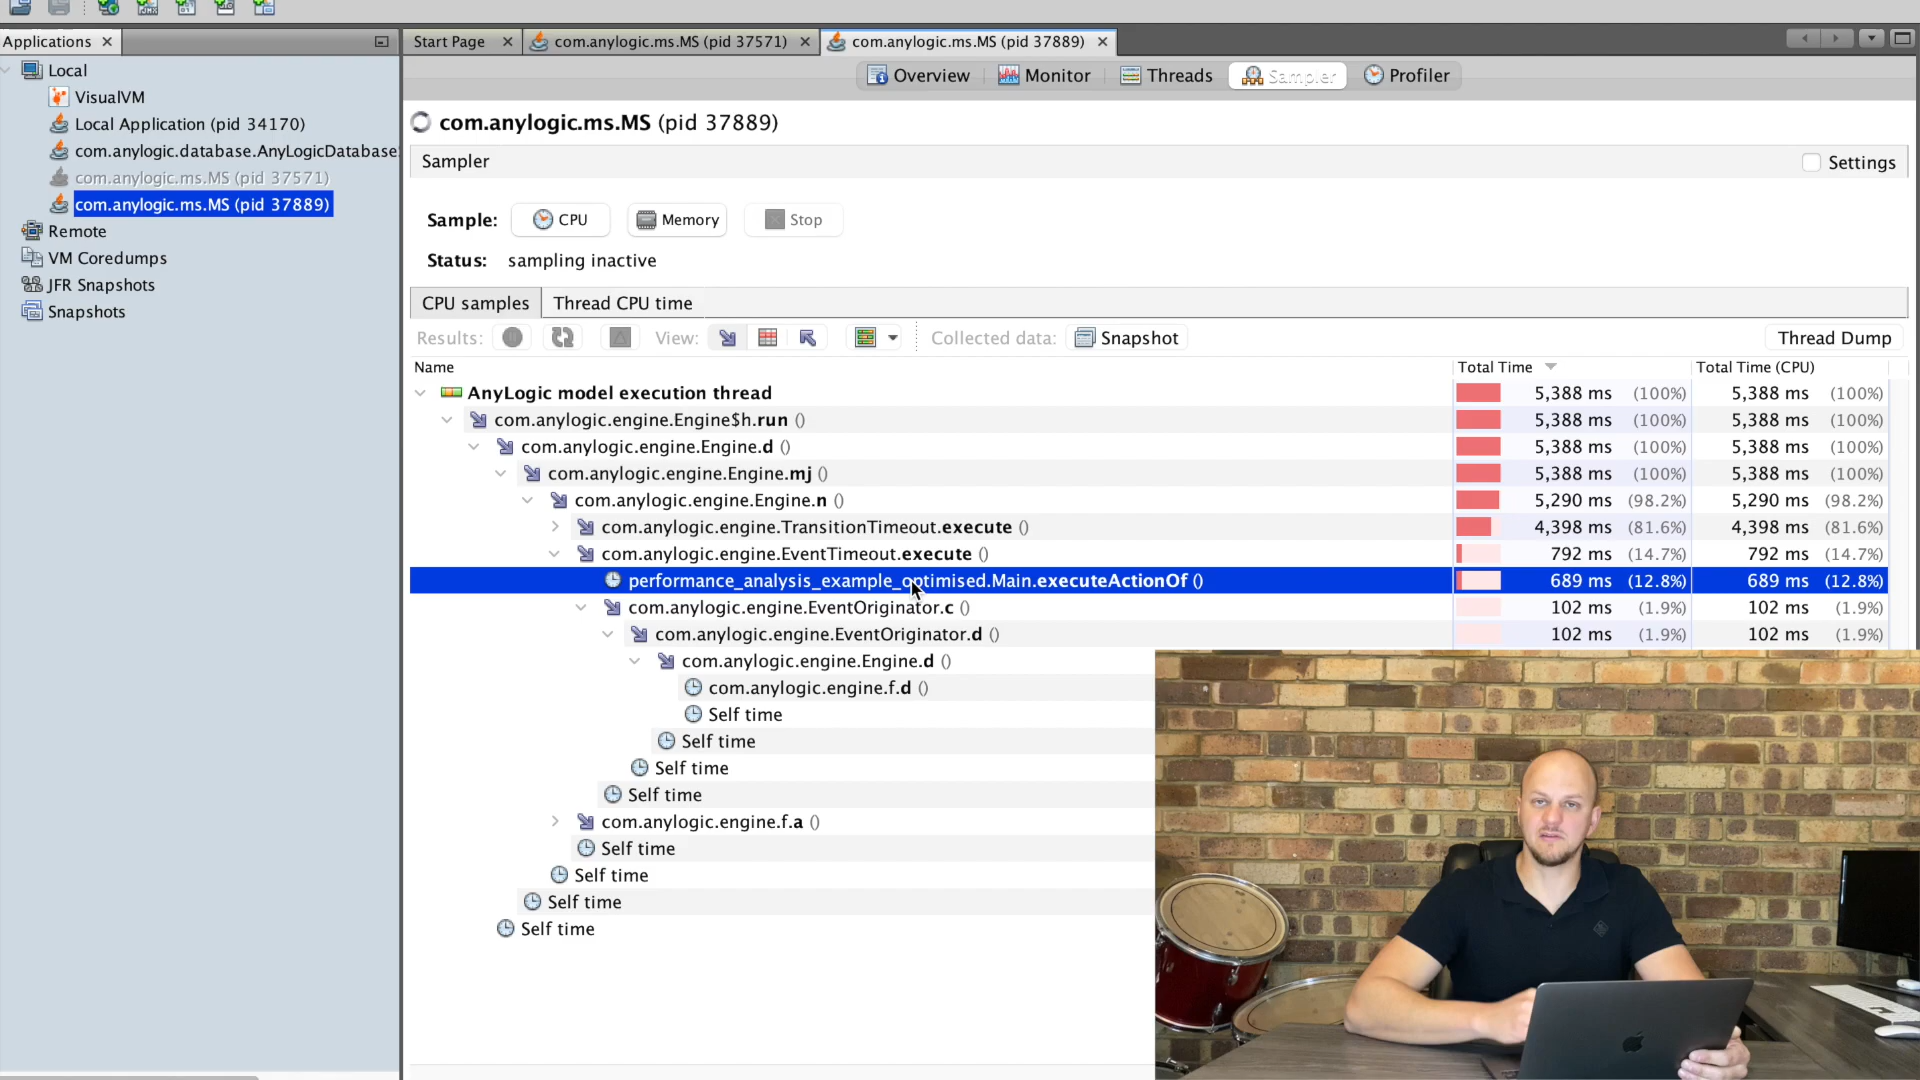 Applications
Start Page
com.anylogic.ms.MS (pid 37571)
com.anylogic.ms.MS (pid 37889)
Local
VisualVM
Local Application (pid 34170)
com.anylogic.database.AnyLogicDatabase
com.anylogic.ms.MS (pid 37571)
com.anylogic.ms.MS (pid 37889)
Remote
VM Coredumps
JFR Snapshots
Snapshots
Overview Monitor Threads Sampler Profiler
com.anylogic.ms.MS (pid 37889)
Sampler Settings
Sample: CPU Memory Stop
Status: sampling inactive
CPU samples Thread CPU time
Results: View: Collected data: Snapshot Thread Dump
Name Total Time Total Time (CPU)
AnyLogic model execution thread 5,388 ms (100%) 5,388 ms (100%)
com.anylogic.engine.Engine$h.run () 5,388 ms (100%) 5,388 ms (100%)
com.anylogic.engine.Engine.d () 5,388 ms (100%) 5,388 ms (100%)
com.anylogic.engine.Engine.mj () 5,388 ms (100%) 5,388 ms (100%)
com.anylogic.engine.Engine.n () 5,290 ms (98.2%) 5,290 ms (98.2%)
com.anylogic.engine.TransitionTimeout.execute () 4,398 ms (81.6%) 4,398 ms (81.6%)
com.anylogic.engine.EventTimeout.execute () 792 ms (14.7%) 792 ms (14.7%)
performance_analysis_example_optimised.Main.executeActionOf () 689 ms (12.8%) 689 ms (12.8%)
com.anylogic.engine.EventOriginator.c () 102 ms (1.9%) 102 ms (1.9%)
com.anylogic.engine.EventOriginator.d () 102 ms (1.9%) 102 ms (1.9%)
com.anylogic.engine.Engine.d ()
com.anylogic.engine.f.d ()
Self time
Self time
Self time
Self time
com.anylogic.engine.f.a ()
Self time
Self time
Self time
Self time